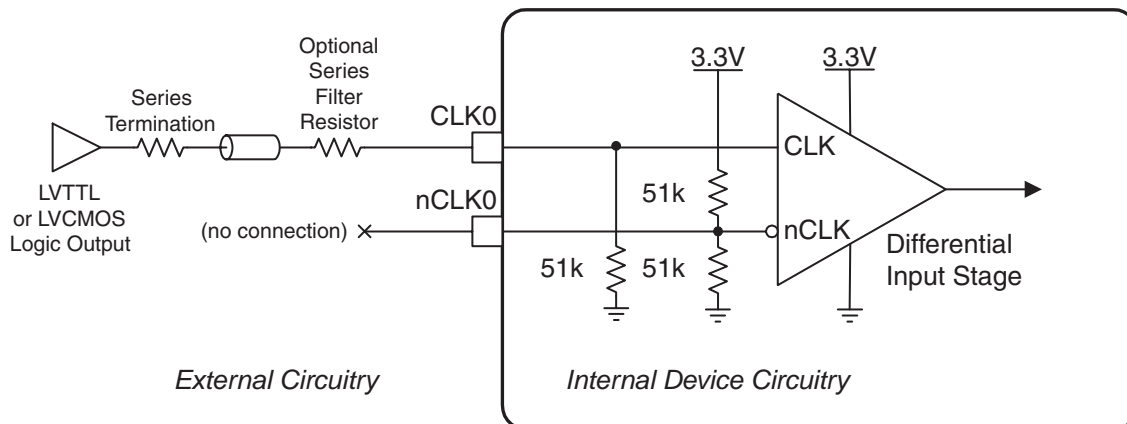 Optional
Series
Filter
Resistor
Series
Termination
LVTTL
or LVCMOS
Logic Output
CLK0
nCLK0
(no connection)
3.3V
3.3V
CLK
51k
nCLK
51k
51k
Differential
Input Stage
External Circuitry
Internal Device Circuitry